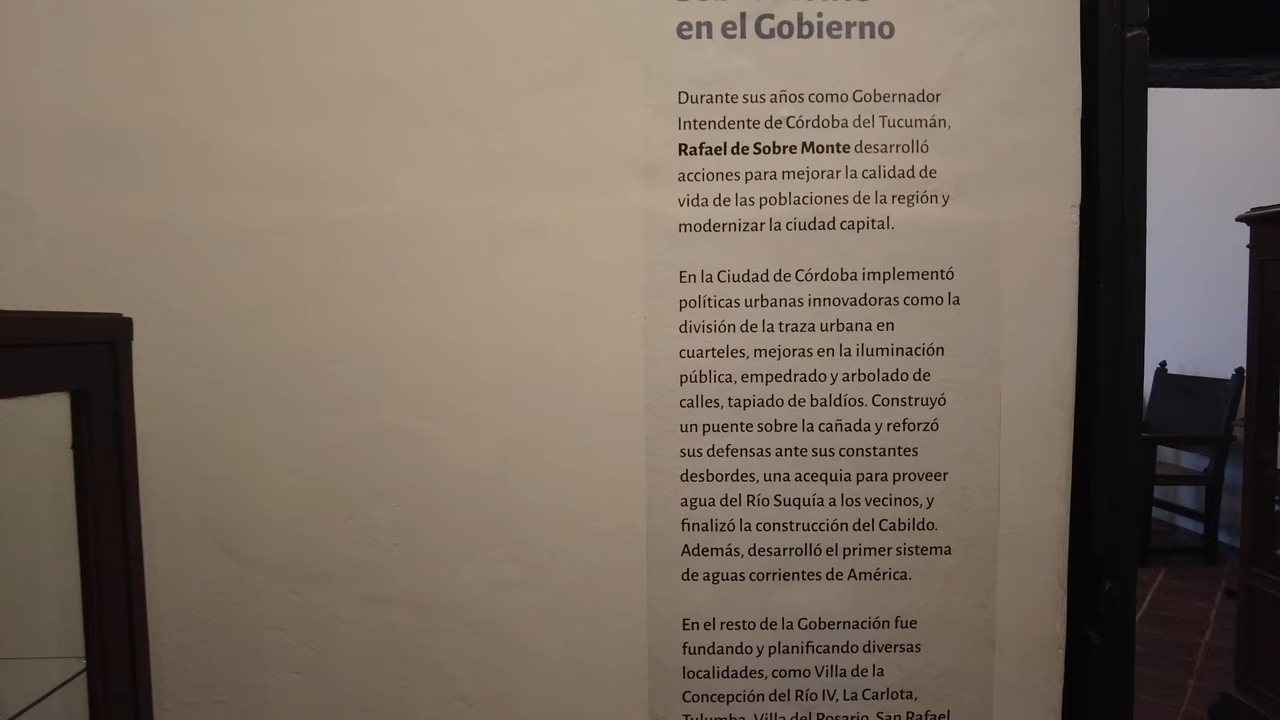 en el Gobierno
Durante sus años como Gobernador
Intendente de Córdoba del Tucumán,
Rafael de Sobre Monte desarrolló
acciones para mejorar la calidad de
vida de las poblaciones de la región y
modernizar la ciudad capital.
En la Ciudad de Córdoba implementó
políticas urbanas innovadoras como la
división de la traza urbana en
cuarteles, mejoras en la iluminación
pública, empedrado y arbolado de
calles, tapiado de baldíos. Construyó
un puente sobre la cañada y reforzó
sus defensas ante sus constantes
desbordes, una acequia para proveer
agua del Río Suquía a los vecinos, y
finalizó la construcción del Cabildo.
Además, desarrolló el primer sistema
de aguas corrientes de América.
En el resto de la Gobernación fue
fundando y planificando diversas
localidades, como Villa de la
Concepción del Río IV, La Carlota,
Tulumba, Villa del Rosario, San Rafael